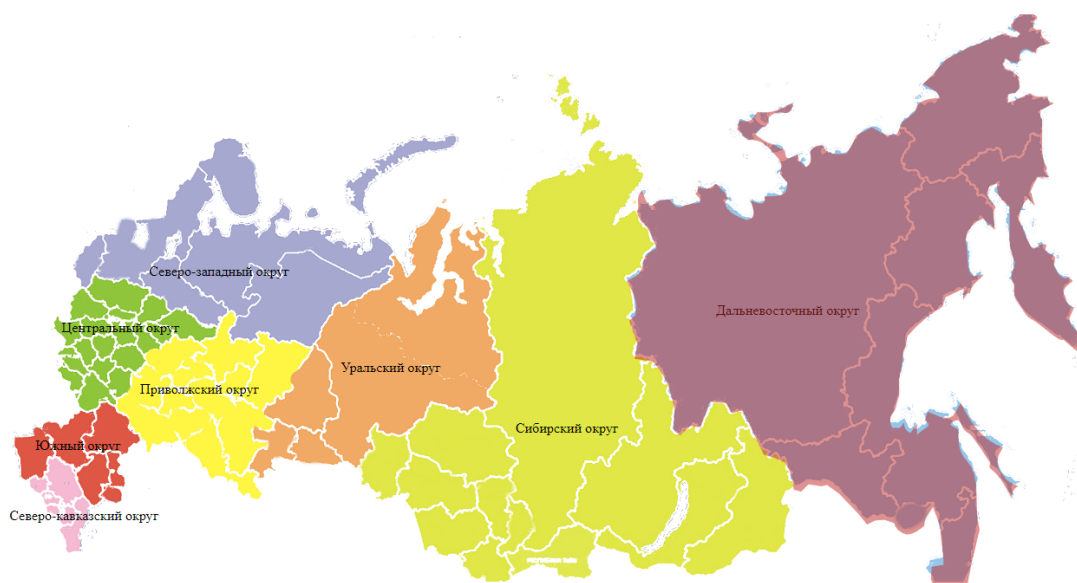 Северо-западный округ
Дальневосточный округ
Центральный округ
Уральский округ
Приволжский округ
Сибирский округ
Южный округ
Северо-кавказский округ